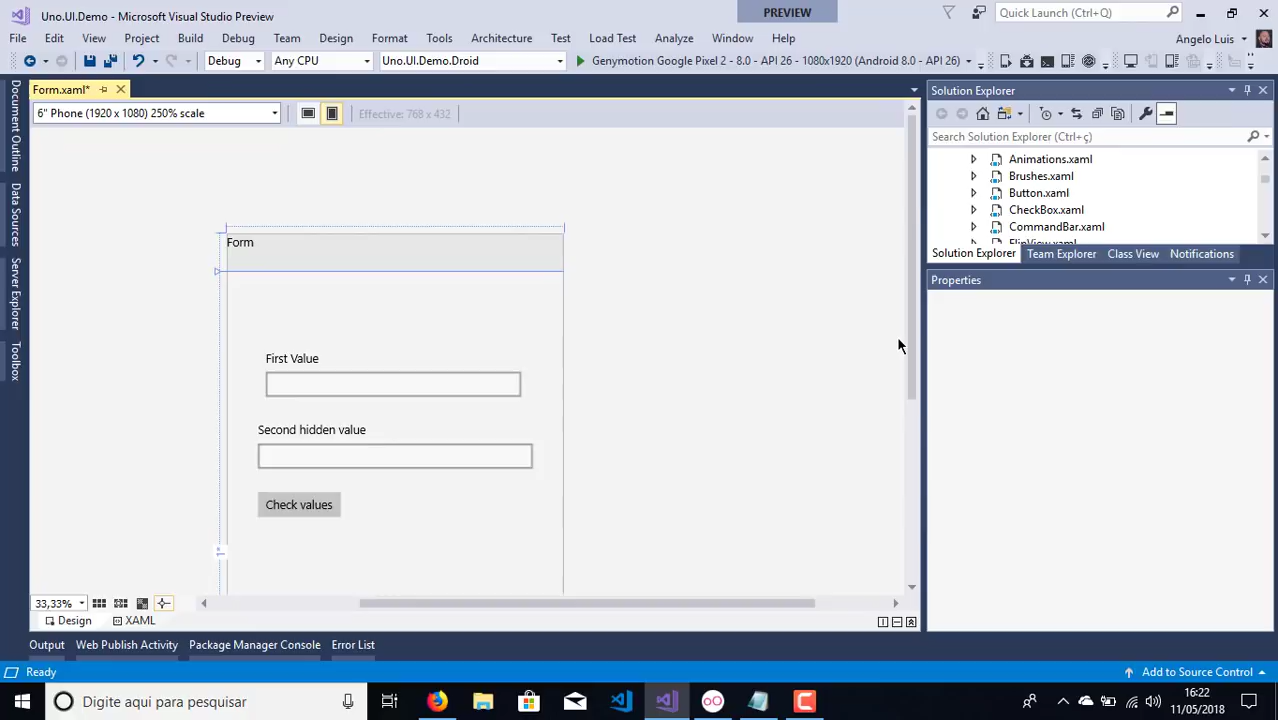 Uno.UI.Demo - Microsoft Visual Studio Preview
PREVIEW
Quick Launch (Ctrl+Q)
File Edit View Project Build Debug Team Format Tools Architecture Test Load Test Analyze Window Help
Design
Angelo Luis
Debug Any CPU Uno.UI.Demo.Droid Genymotion Google Pixel 2 - 8.0 - API 26 - 1080x1920 (Android 8.0 - API 26)
Form.xaml*
6" Phone (1920 x 1080) 250% scale
Effective: 768 x 432
Document Outline
Data Sources
Server Explorer
Toolbox
Form
First Value
Second hidden value
Check values
33,33%
Design XAML
Solution Explorer
Search Solution Explorer (Ctrl+ç)
Animations.xaml
Brushes.xaml
Button.xaml
CheckBox.xaml
CommandBar.xaml
FlipView.xaml
Solution Explorer Team Explorer Class View Notifications
Properties
Output Web Publish Activity Package Manager Console Error List
Ready
Add to Source Control
Digite aqui para pesquisar
16:22
11/05/2018